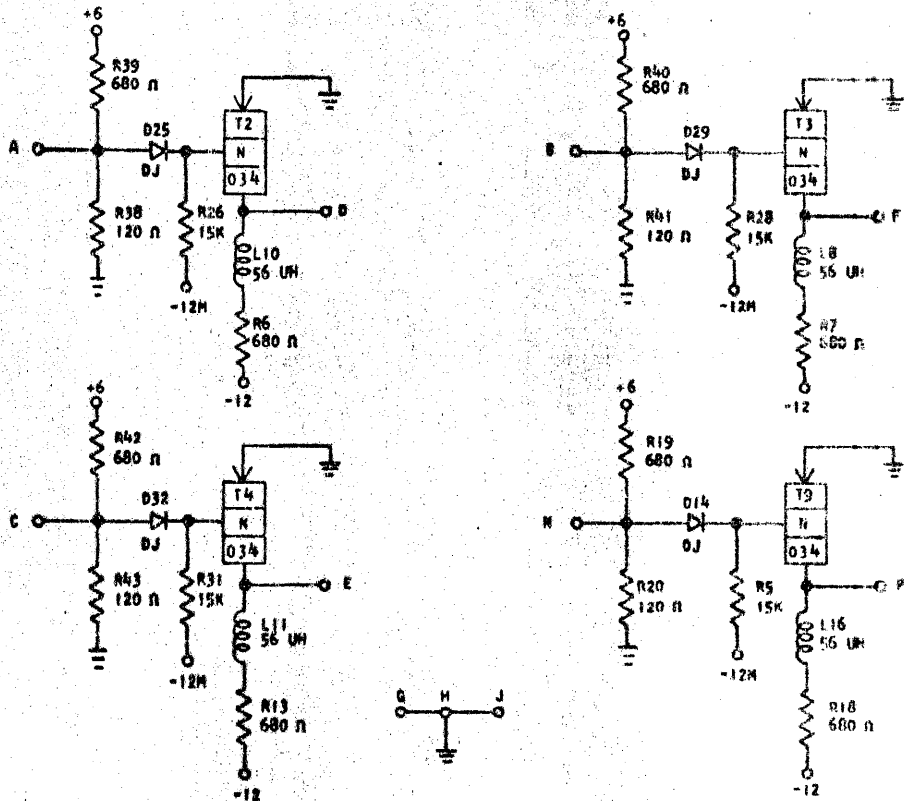 +6
R39
680 Ω
A
D25
DJ
T2
N
034
R38
120 Ω
R26
15K
-12M
D
L10
56 UH
R6
680 Ω
-12
+6
R40
680 Ω
B
D29
DJ
T3
N
034
R41
120 Ω
R28
15K
-12M
F
L8
56 UH
R7
680 Ω
-12
+6
R42
680 Ω
C
D32
DJ
T4
N
034
R43
120 Ω
R31
15K
-12M
E
L11
56 UH
R13
680 Ω
-12
+6
R19
680 Ω
N
D14
DJ
T9
N
034
R20
120 Ω
R5
15K
-12M
P
L16
56 UH
R18
680 Ω
-12
G H J